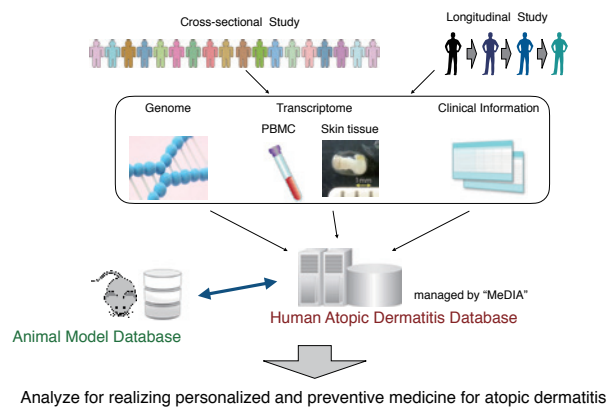 Cross-sectional Study
Longitudinal Study
Genome
Transcriptome
Clinical Information
PBMC
Skin tissue
1mm
managed by “MeDIA”
Human Atopic Dermatitis Database
Animal Model Database
Analyze for realizing personalized and preventive medicine for atopic dermatitis